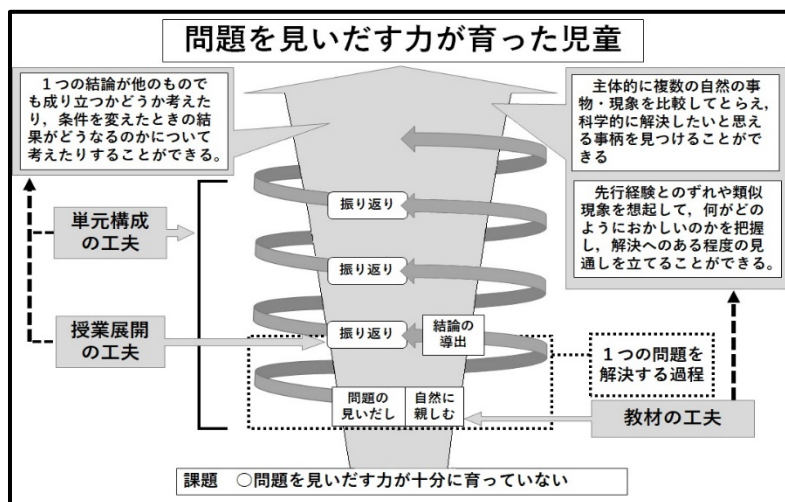 問題を見いだす力が育った児童
１つの結論が他のものでも成り立つかどうか考えたり，条件を変えたときの結果がどうなるのかについて考えたりすることができる。
主体的に複数の自然の事物・現象を比較してとらえ，科学的に解決したいと思える事柄を見つけることができる
先行経験とのずれや類似現象を想起して，何がどのようにおかしいのかを把握し，解決へのある程度の見通しを立てることができる。
単元構成
の工夫
振り返り
振り返り
授業展開
の工夫
振り返り
結論の
導出
１つの問題を
解決する過程
問題の
見いだし
自然に
親しむ
教材の工夫
課題　○問題を見いだす力が十分に育っていない